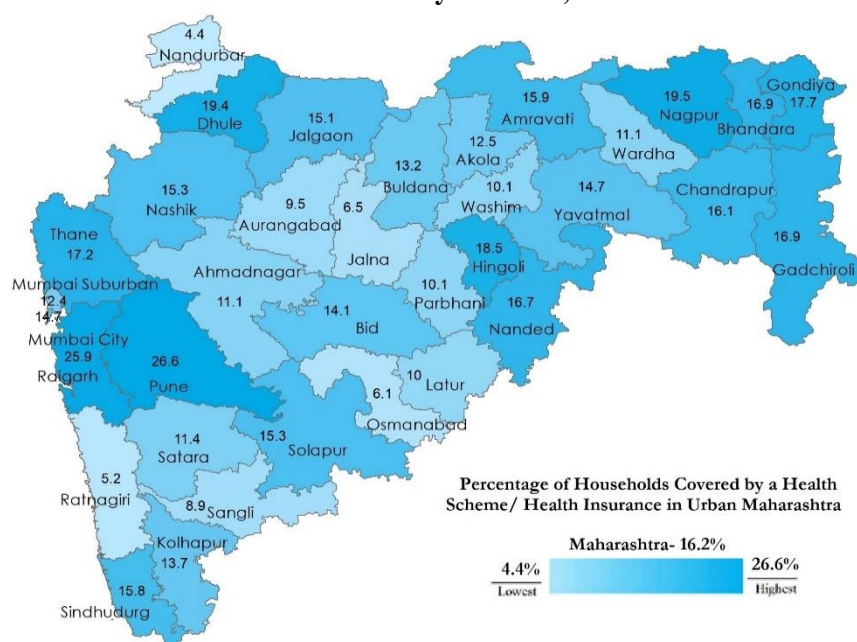 4.4
Nandurbar
19.4
Dhule
15.1
Jalgaon
15.9
Amravati
19.5
Nagpur
16.9
Bhandara
Gondiya
17.7
11.1
Wardha
12.5
Akola
13.2
Buldana
10.1
Washim
14.7
Yavatmal
Chandrapur
16.1
16.9
Gadchiroli
15.3
Nashik
9.5
Aurangabad
6.5
Jalna
18.5
Hingoli
Thane
17.2
Mumbai Suburban
12.4
14.7
Mumbai City
25.9
Raigarh
26.6
Pune
Ahmadnagar
11.1
14.1
Bid
10.1
Parbhani
16.7
Nanded
10
Latur
6.1
Osmanabad
11.4
Satara
15.3
Solapur
5.2
Ratnagiri
8.9
Sangli
Kolhapur
13.7
15.8
Sindhudurg
Percentage of Households Covered by a Health
Scheme/ Health Insurance in Urban Maharashtra
Maharashtra- 16.2%
4.4%
Lowest
26.6%
Highest